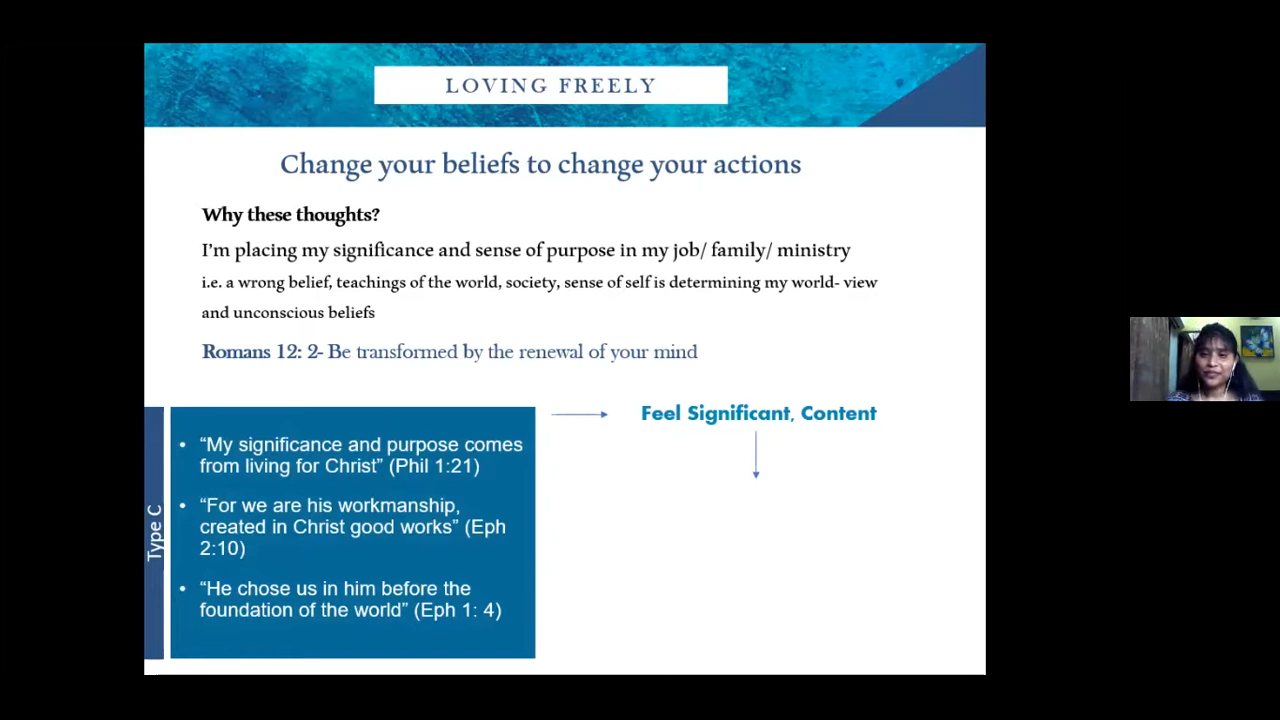 LOVING FREELY
Change your beliefs to change your actions
Why these thoughts?
I'm placing my significance and sense of purpose in my job/ family/ ministry
i.e. a wrong belief, teachings of the world, society, sense of self is determining my world- view
and unconscious beliefs
Romans 12: 2- Be transformed by the renewal of your mind
Type C
• “My significance and purpose comes
from living for Christ” (Phil 1:21)
• “For we are his workmanship,
created in Christ good works” (Eph
2:10)
• “He chose us in him before the
foundation of the world” (Eph 1: 4)
Feel Significant, Content